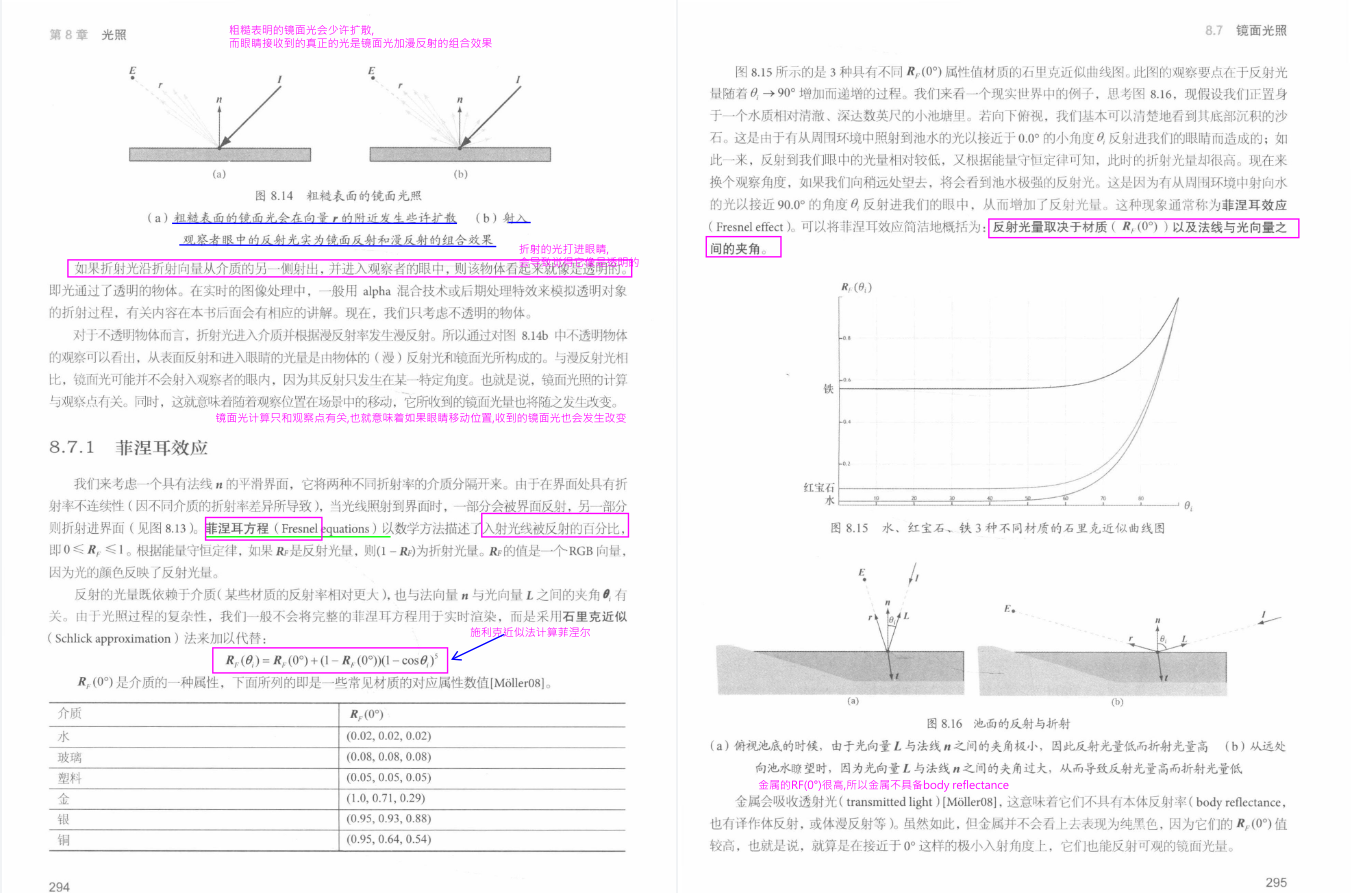 第 8 章 光照
粗糙表明的镜面光会少许扩散,
而眼睛接收到的真正的光是镜面光加漫反射的组合效果
E
r
n
I
E
r
n
I
(a)
(b)
图 8.14 粗糙表面的镜面光照
（a）粗糙表面的镜面光会在向量 r 的附近发生些许扩散 （b）射入
观察者眼中的反射光实为镜面反射和漫反射的组合效果
折射的光打进眼睛,
会导致觉得它像是透明的
如果折射光沿折射向量从介质的另一侧射出，并进入观察者的眼中，则该物体看起来就像是透明的。
即光通过了透明的物体。在实时的图像处理中，一般用 alpha 混合技术或后期处理特效来模拟透明对象
的折射过程，有关内容在本书后面会有相应的讲解。现在，我们只考虑不透明的物体。
对于不透明物体而言，折射光进入介质并根据漫反射率发生漫反射。所以通过对图 8.14b 中不透明物体
的观察可以看出，从表面反射和进入眼睛的光量是由物体的（漫）反射光和镜面光所构成的。与漫反射光相
比，镜面光可能并不会射入观察者的眼内，因为其反射只发生在某一特定角度。也就是说，镜面光照的计算
与观察点有关。同时，这就意味着随着观察位置在场景中的移动，它所收到的镜面光量也将随之发生改变。
镜面光计算只和观察点有关,也就意味着如果眼睛移动位置,收到的镜面光也会发生改变
8.7.1 菲涅耳效应
我们来考虑一个具有法线 n 的平滑界面，它将两种不同折射率的介质分隔开来。由于在界面处具有折
射率不连续性（因不同介质的折射率差异所导致），当光线照射到界面时，一部分会被界面反射，另一部分
则折射进界面（见图 8.13）。菲涅耳方程（Fresnel equations）以数学方法描述了入射光线被反射的百分比，
即 0 ≤ R_F ≤ 1。根据能量守恒定律，如果 R_F是反射光量，则(1 − R_F)为折射光量。R_F的值是一个RGB向量，
因为光的颜色反映了反射光量。
反射的光量既依赖于介质（某些材质的反射率相对更大），也与法向量 n 与光向量 L 之间的夹角 θ_i 有
关。由于光照过程的复杂性，我们一般不会将完整的菲涅耳方程用于实时渲染，而是采用石里克近似
（Schlick approximation）法来加以代替：
施利克近似法计算菲涅尔
R_F(θ_i) = R_F(0°) + (1 − R_F(0°))(1 − cosθ_i)^5
R_F(0°) 是介质的一种属性，下面所列的即是一些常见材质的对应属性数值[Möller08]。
介质 R_F(0°)
水 (0.02, 0.02, 0.02)
玻璃 (0.08, 0.08, 0.08)
塑料 (0.05, 0.05, 0.05)
金 (1.0, 0.71, 0.29)
银 (0.95, 0.93, 0.88)
铜 (0.95, 0.64, 0.54)
294
8.7 镜面光照
图 8.15 所示的是 3 种具有不同 R_F(0°) 属性值材质的石里克近似曲线图。此图的观察要点在于反射光
量随着 θ_i → 90° 增加而递增的过程。我们来看一个现实世界中的例子，思考图 8.16，现假设我们正置身
于一个水质相对清澈、深达数英尺的小池塘里。若向下俯视，我们基本可以清楚地看到其底部沉积的沙
石。这是由于有从周围环境中照射到池水的光以接近于 0.0° 的小角度 θ_i 反射进我们的眼睛而造成的；如
此一来，反射到我们眼中的光量相对较低，又根据能量守恒定律可知，此时的折射光量却很高。现在来
换个观察角度，如果我们向稍远处望去，将会看到池水极强的反射光。这是因为有从周围环境中射向水
的光以接近 90.0° 的角度 θ_i 反射进我们的眼中，从而增加了反射光量。这种现象通常称为菲涅耳效应
（Fresnel effect）。可以将菲涅耳效应简洁地概括为：反射光量取决于材质（ R_F(0°)）以及法线与光向量之
间的夹角。
R_F(θ_i)
0.8
0.6
铁
0.4
0.2
红宝石
水
10 20 30 40 50 60 70 80
θ_i
图 8.15 水、红宝石、铁 3 种不同材质的石里克近似曲线图
E
I
n
r
θ_i
L
t
(a)
E
I
n
r
θ_i
L
t
(b)
图 8.16 池面的反射与折射
（a）俯视池底的时候，由于光向量 L 与法线 n 之间的夹角极小，因此反射光量低而折射光量高 （b）从远处
向池水瞭望时，因为光向量 L 与法线 n 之间的夹角过大，从而导致反射光量高而折射光量低
金属的RF(0°)很高,所以金属不具备body reflectance
金属会吸收透射光（transmitted light）[Möller08]，这意味着它们不具有本体反射率（body reflectance，
也有译作体反射，或体漫反射等）。虽然如此，但金属并不会看上去表现为纯黑色，因为它们的 R_F(0°) 值
较高，也就是说，就算是在接近于 0° 这样的极小入射角度上，它们也能反射可观的镜面光量。
295